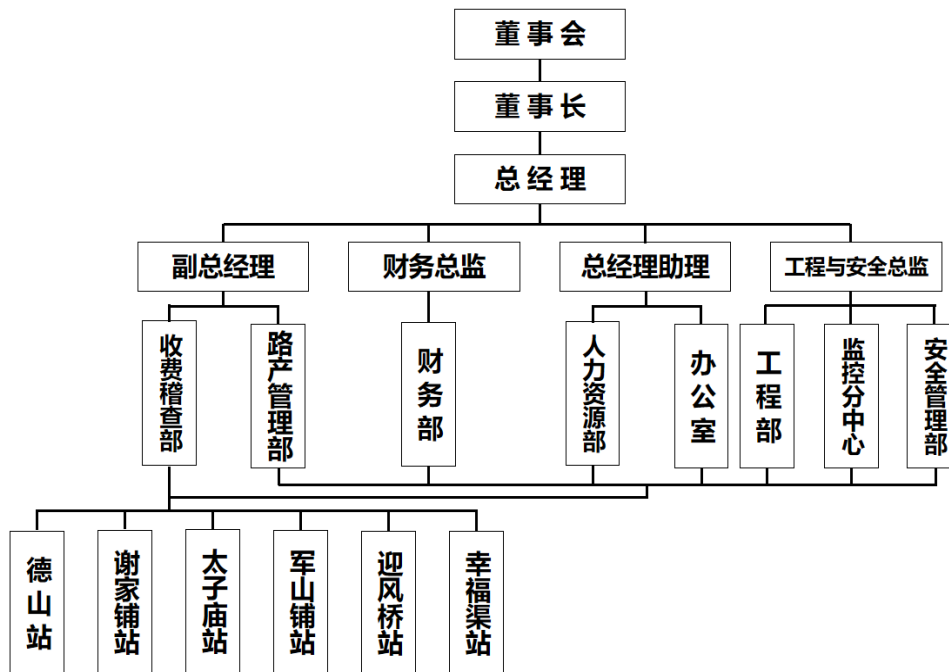 董事会
董事长
总经理
副总经理
财务总监
总经理助理
工程与安全总监
收费稽查部
路产管理部
财务部
人力资源部
办公室
工程部
监控分中心
安全管理部
德山站
谢家铺站
太子庙站
军山铺站
迎风桥站
幸福渠站